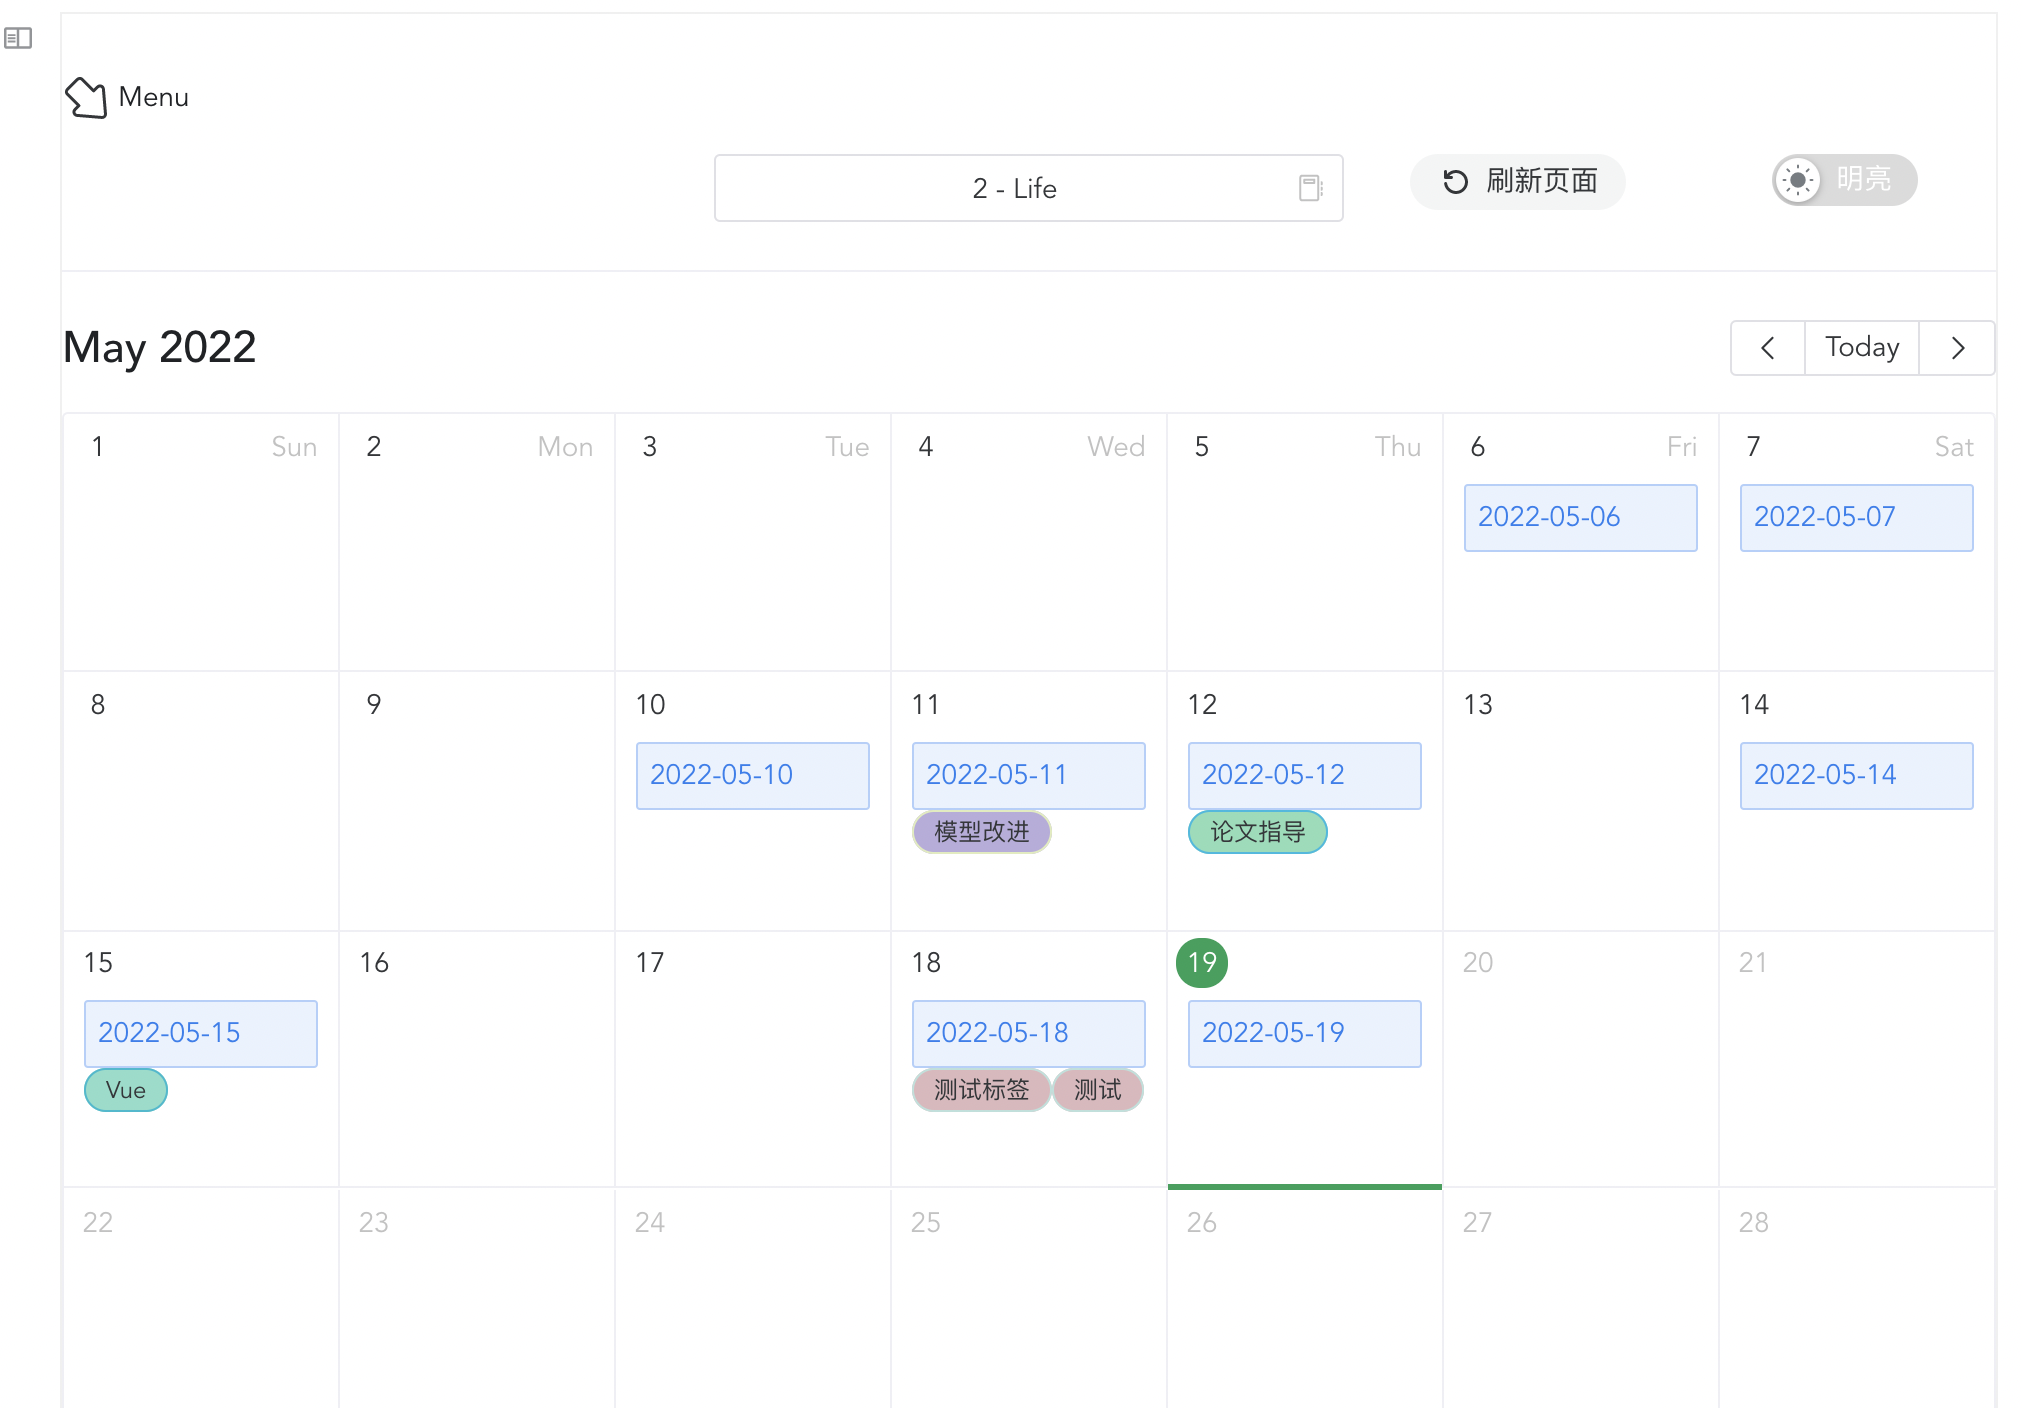 Menu
2 - Life
刷新页面
明亮
May 2022
Today
1 Sun 2 Mon 3 Tue 4 Wed 5 Thu 6 Fri 7 Sat
2022-05-06 2022-05-07
8 9 10 11 12 13 14
2022-05-10 2022-05-11 2022-05-12 2022-05-14
模型改进 论文指导
15 16 17 18 19 20 21
2022-05-15 2022-05-18 2022-05-19
Vue 测试标签 测试
22 23 24 25 26 27 28